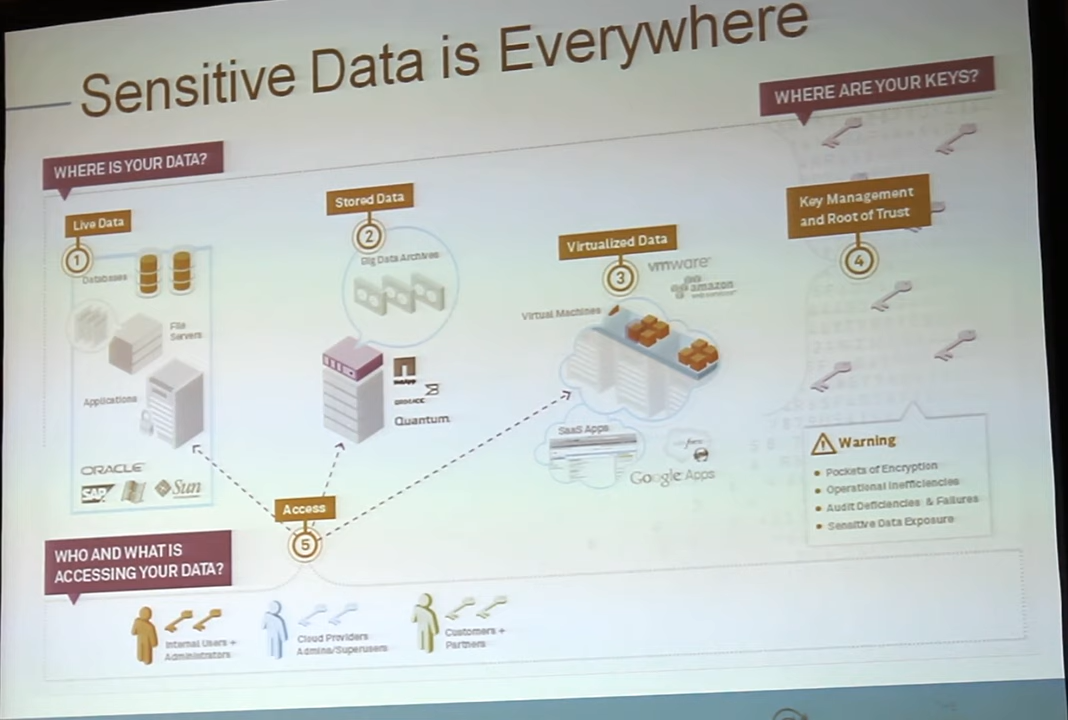 Sensitive Data is Everywhere
WHERE ARE YOUR KEYS?
WHERE IS YOUR DATA?
Live Data
1
Databases
File
Servers
Applications
ORACLE
SAP
Sun
Stored Data
2
Big Data Archives
NetApp
BROCADE
Quantum
Virtualized Data
3
vmware
amazon
web services
Virtual Machines
SaaS Apps
Google Apps
Key Management
and Root of Trust
4
Warning
• Pockets of Encryption
• Operational Inefficiencies
• Audit Deficiencies & Failures
• Sensitive Data Exposure
Access
5
WHO AND WHAT IS
ACCESSING YOUR DATA?
Internal Users +
Administrators
Cloud Providers
Admins/Superusers
Customers +
Partners